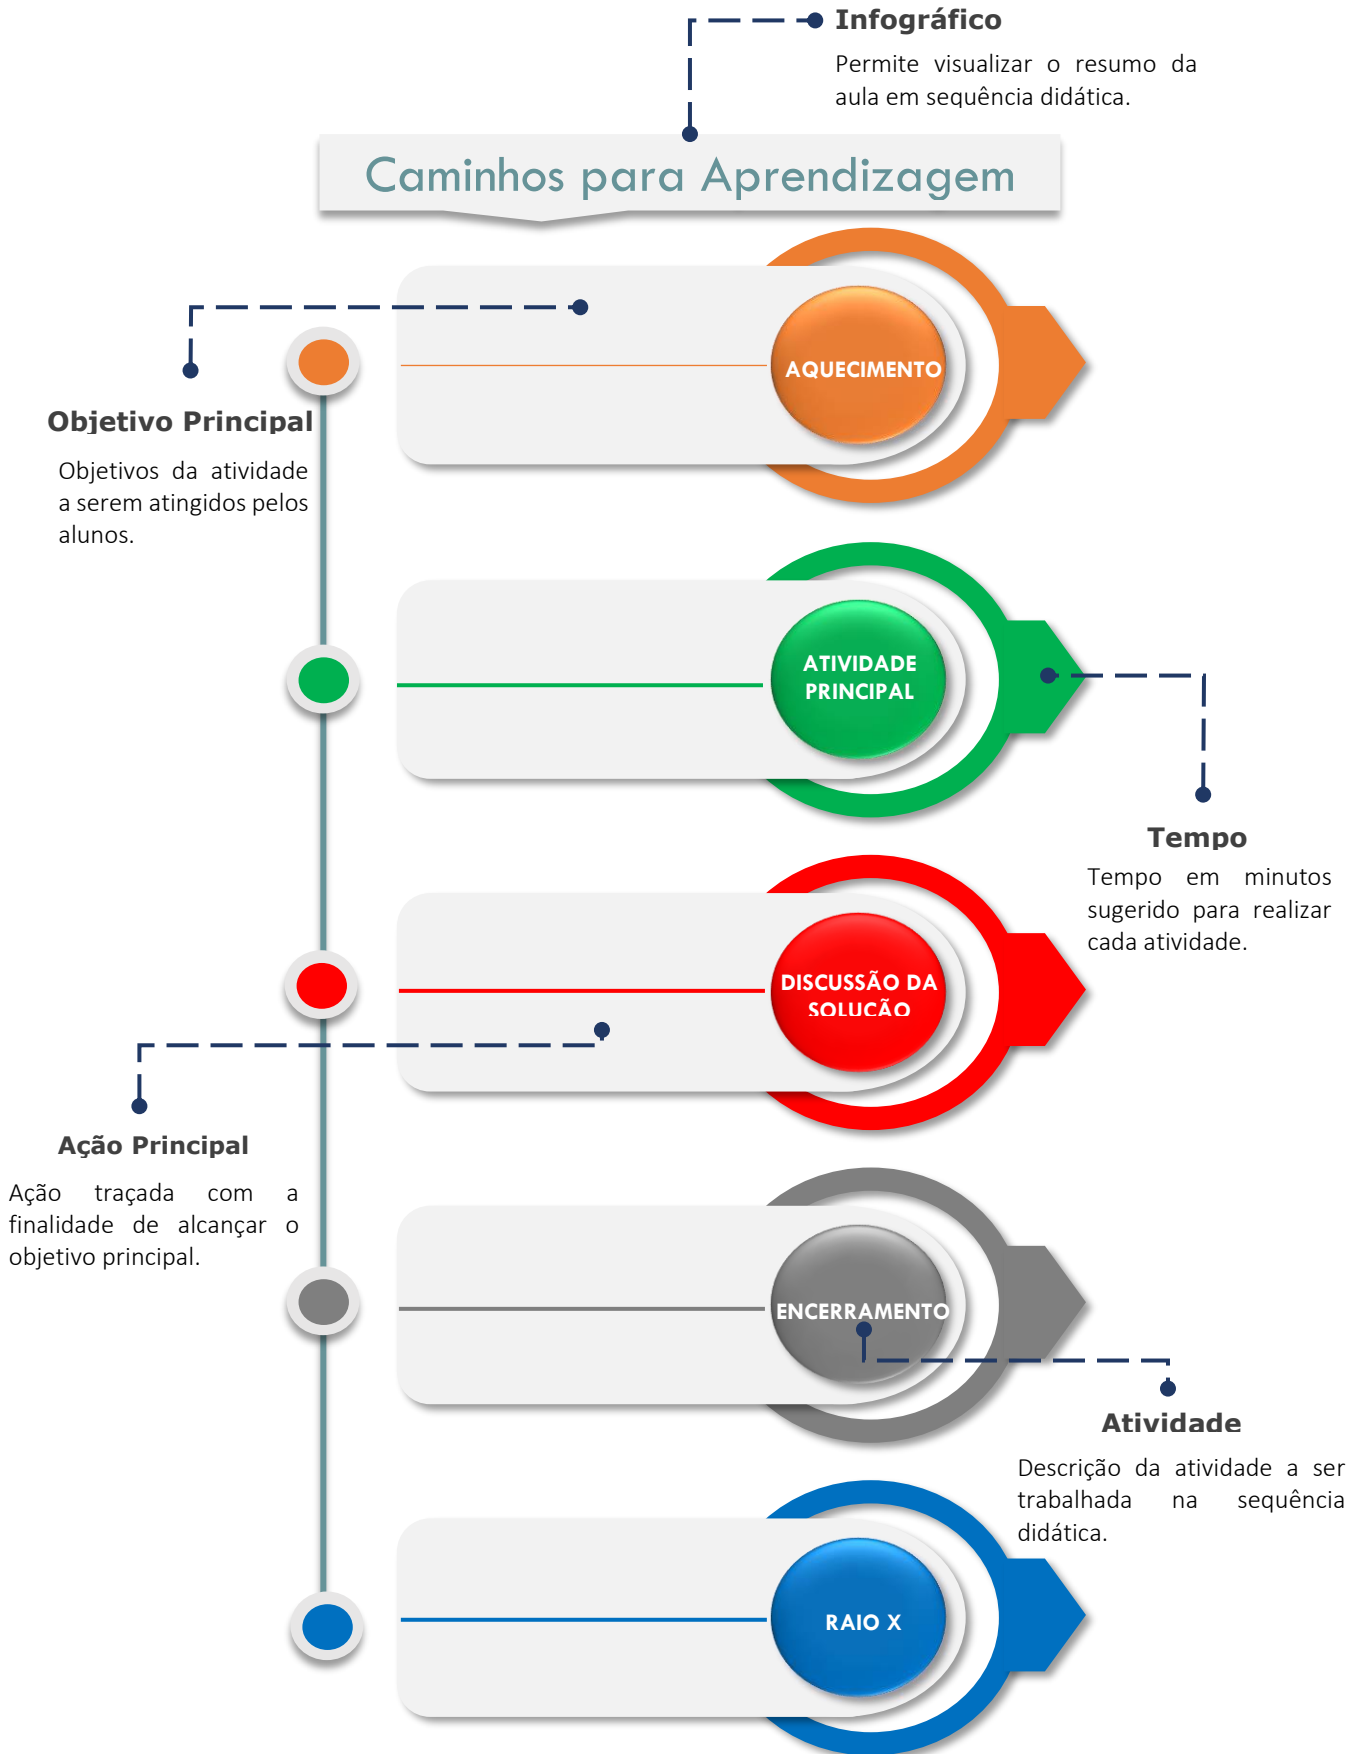 Infográfico
Permite visualizar o resumo da
aula em sequência didática.
Caminhos para Aprendizagem
AQUECIMENTO
Objetivo Principal
Objetivos da atividade
a serem atingidos pelos
alunos.
ATIVIDADE
PRINCIPAL
Tempo
Tempo em minutos
sugerido para realizar
cada atividade.
DISCUSSÃO DA
SOLUÇÃO
Ação Principal
Ação traçada com a
finalidade de alcançar o
objetivo principal.
ENCERRAMENTO
Atividade
Descrição da atividade a ser
trabalhada na sequência
didática.
RAIO X